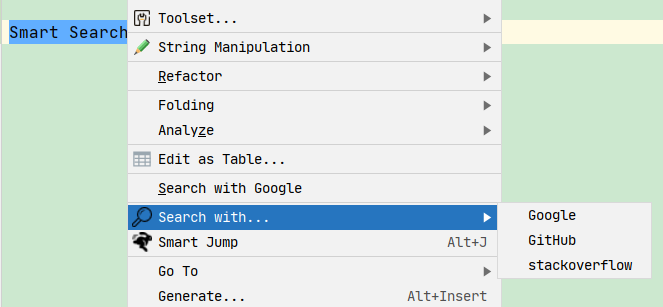 Toolset...
Smart Search
String Manipulation
Refactor
Folding
Analyze
Edit as Table...
Search with Google
Search with...
Google
Smart Jump Alt+J
GitHub
stackoverflow
Go To
Generate... Alt+Insert